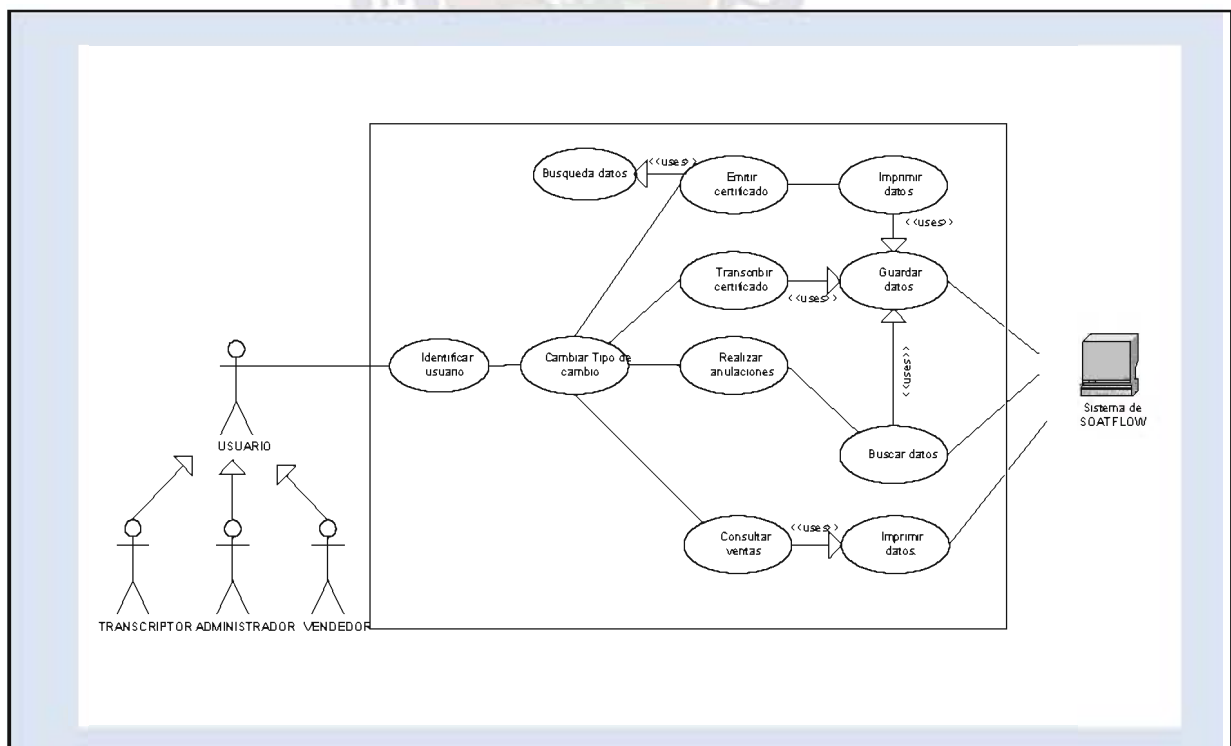 <<uses>>
Busqueda datos
Emitir
certificado
Imprimir
datos
<<uses>>
Transcribir
certificado
<<uses>>
Guardar
datos
<<uses>>
Identificar
usuario
Cambiar Tipo de
cambio
Realizar
anulaciones
Sistema de
SOATFLOW
USUARIO
Buscar datos
Consultar
ventas
<<uses>>
Imprimir
datos.
TRANSCRIPTOR ADMINISTRADOR VENDEDOR